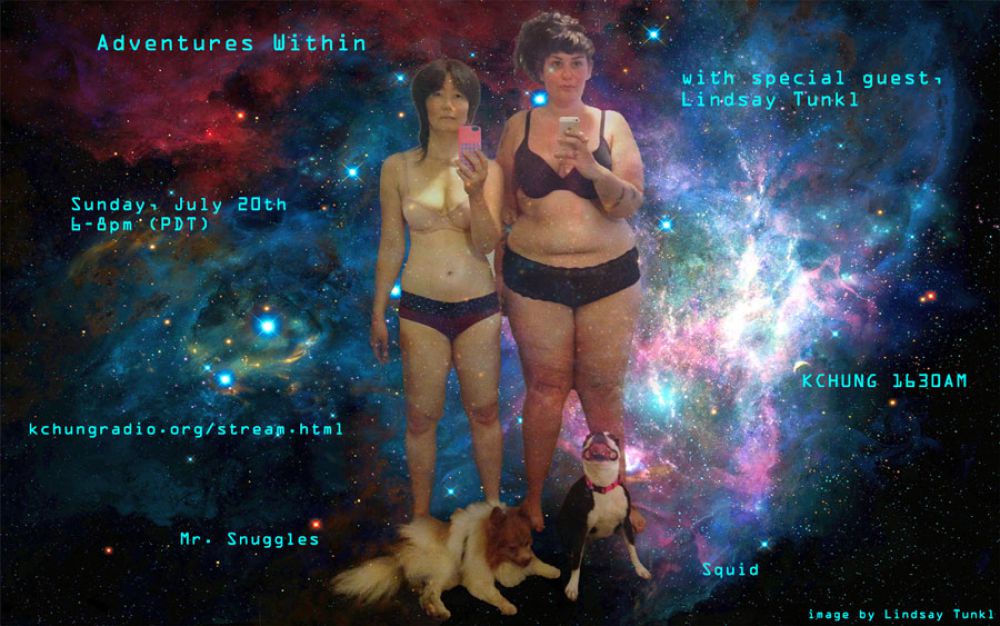 Adventures Within
with special guest,
Lindsay Tunkl
Sunday, July 20th
6-8pm (PDT)
KCHUNG 1630AM
kchungradio.org/stream.html
Mr. Snuggles
Squid
image by Lindsay Tunkl